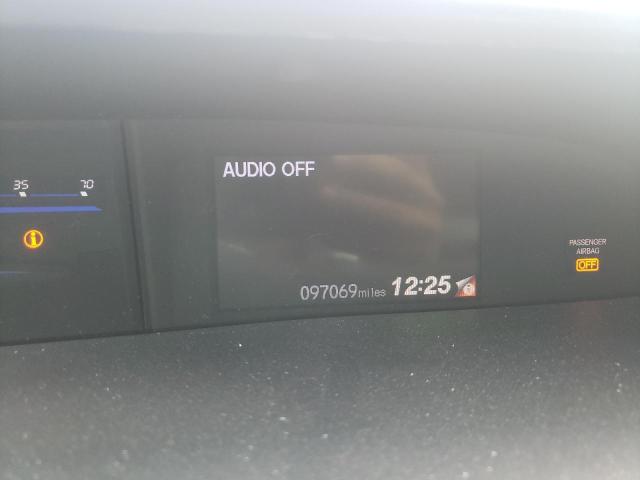 35 70
AUDIO OFF
PASSENGER
AIRBAG
OFF
097069miles 12:25